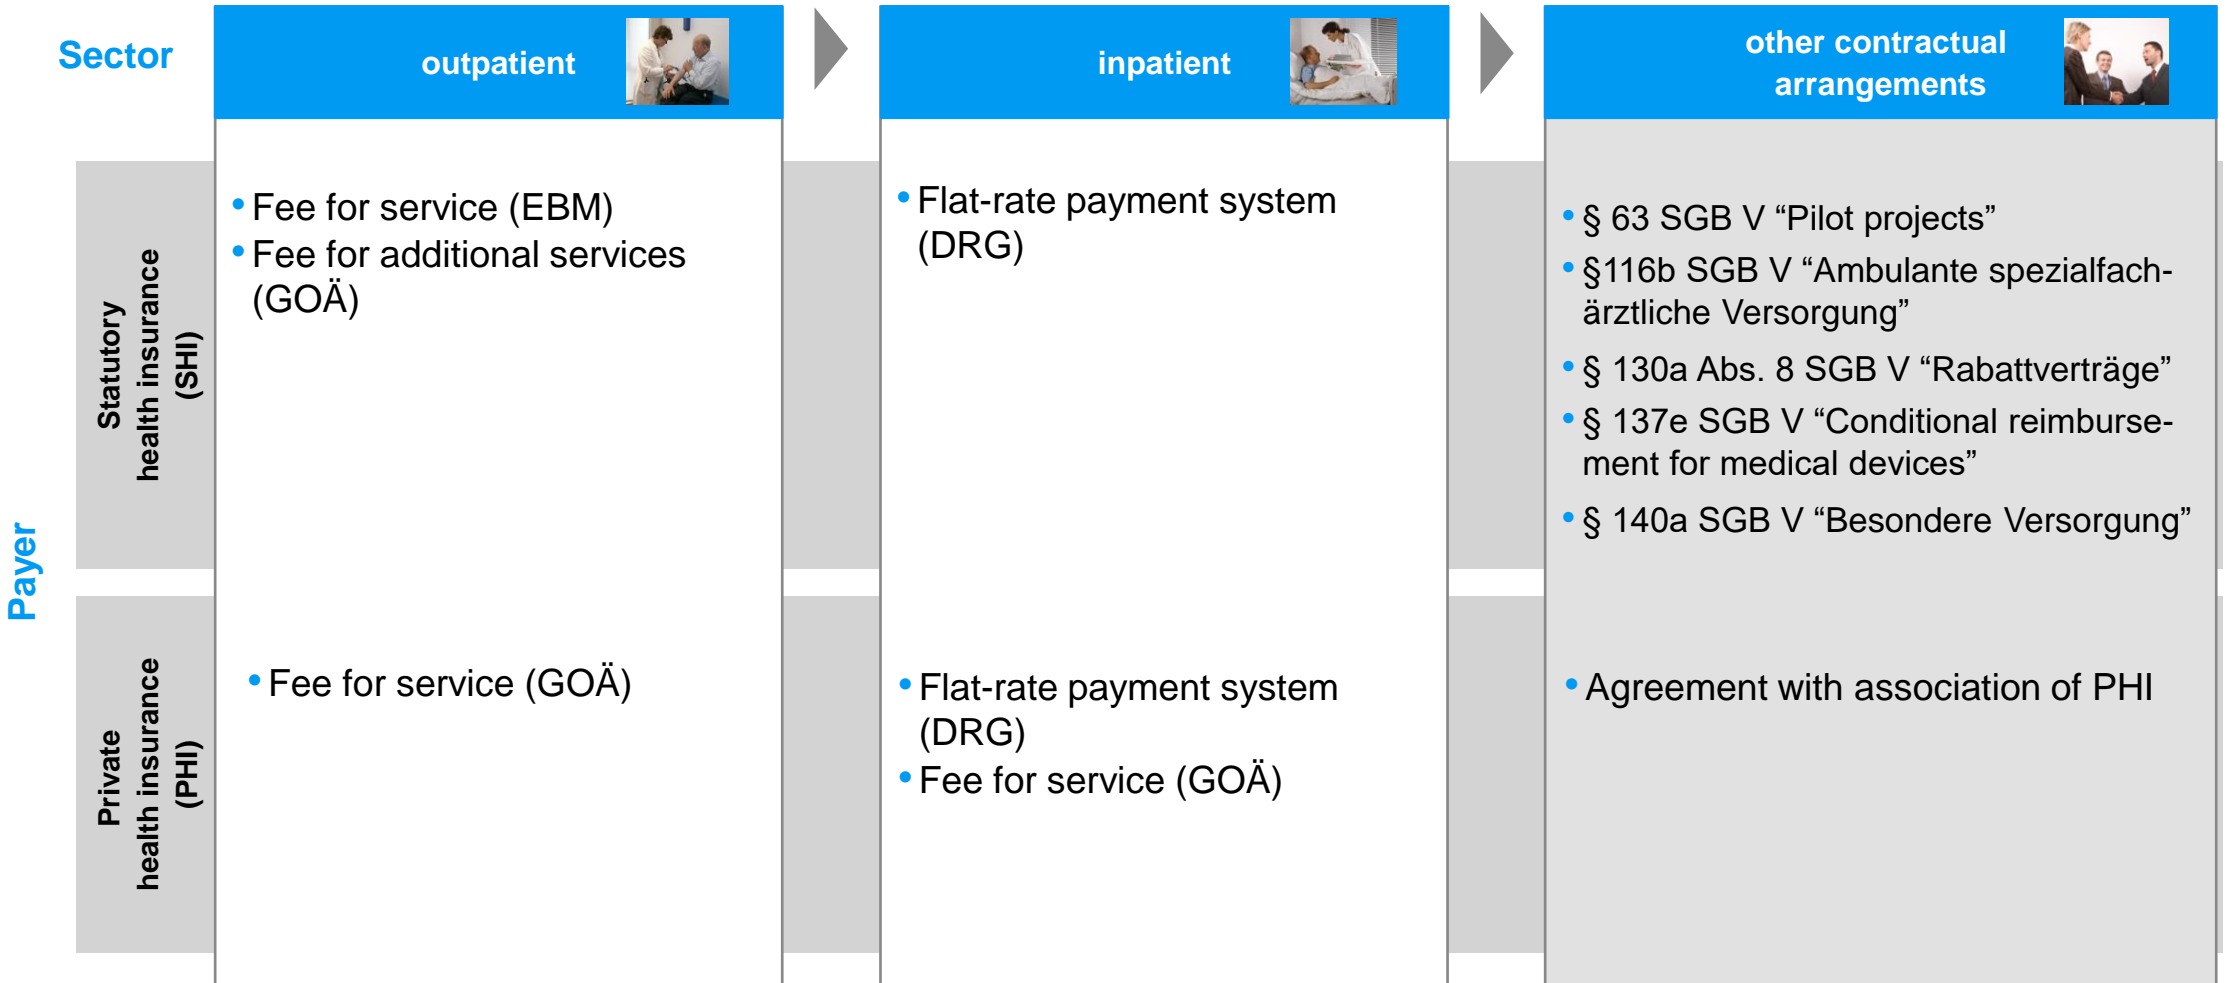 Sector
outpatient
inpatient
other contractual
arrangements
Payer
Statutory
health insurance
(SHI)
• Fee for service (EBM)
• Fee for additional services
(GOÄ)
• Flat-rate payment system
(DRG)
• § 63 SGB V “Pilot projects”
• §116b SGB V “Ambulante spezialfach-
ärztliche Versorgung”
• § 130a Abs. 8 SGB V “Rabattverträge”
• § 137e SGB V “Conditional reimburse-
ment for medical devices”
• § 140a SGB V “Besondere Versorgung”
Private
health insurance
(PHI)
• Fee for service (GOÄ)
• Flat-rate payment system
(DRG)
• Fee for service (GOÄ)
• Agreement with association of PHI